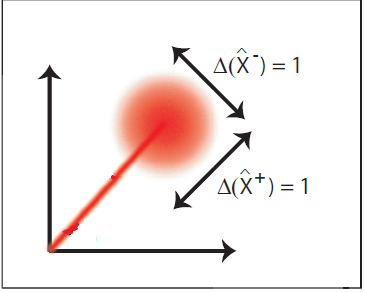 Δ(X̂⁻) = 1
Δ(X̂⁺) = 1